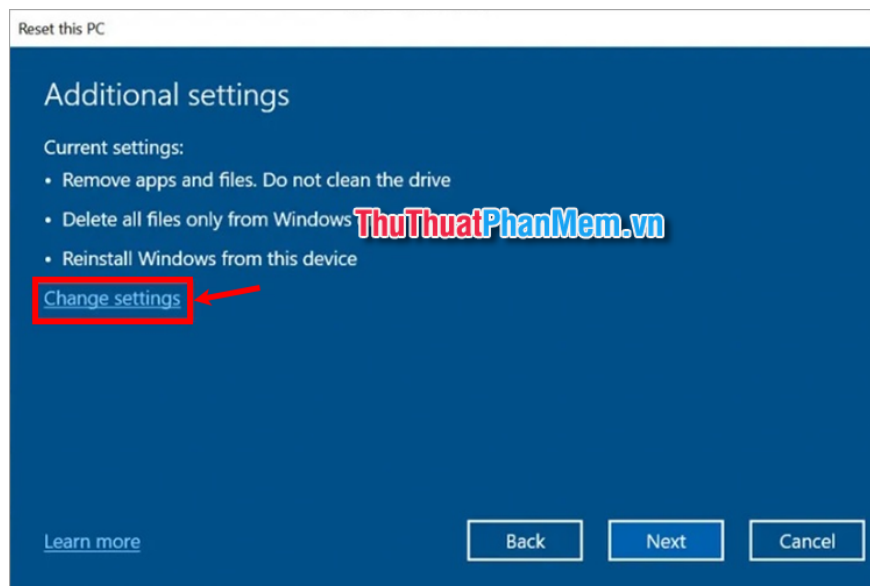 Reset this PC
Additional settings
Current settings:
• Remove apps and files. Do not clean the drive
• Delete all files only from Windows
ThuThuatPhanMem.vn
• Reinstall Windows from this device
Change settings
Learn more
Back
Next
Cancel